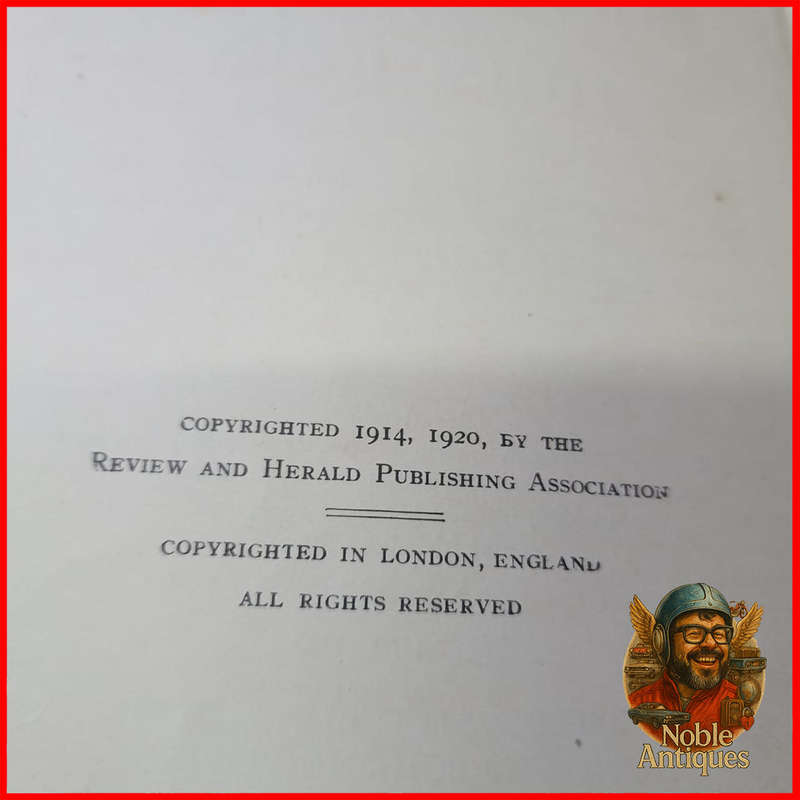 COPYRIGHTED 1914, 1920, BY THE
REVIEW AND HERALD PUBLISHING ASSOCIATION
COPYRIGHTED IN LONDON, ENGLAND
ALL RIGHTS RESERVED
Noble
Antiques